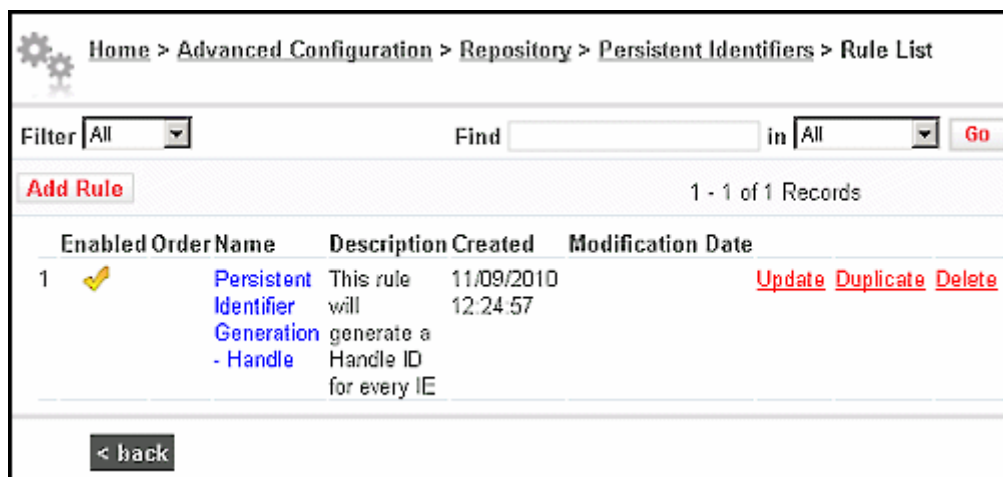 Home > Advanced Configuration > Repository > Persistent Identifiers > Rule List
Filter All Find in All Go
Add Rule 1 - 1 of 1 Records
Enabled Order Name Description Created Modification Date
1 Persistent This rule 11/09/2010 Update Duplicate Delete
Identifier will 12:24:57
Generation generate a
- Handle Handle ID
for every IE
< back